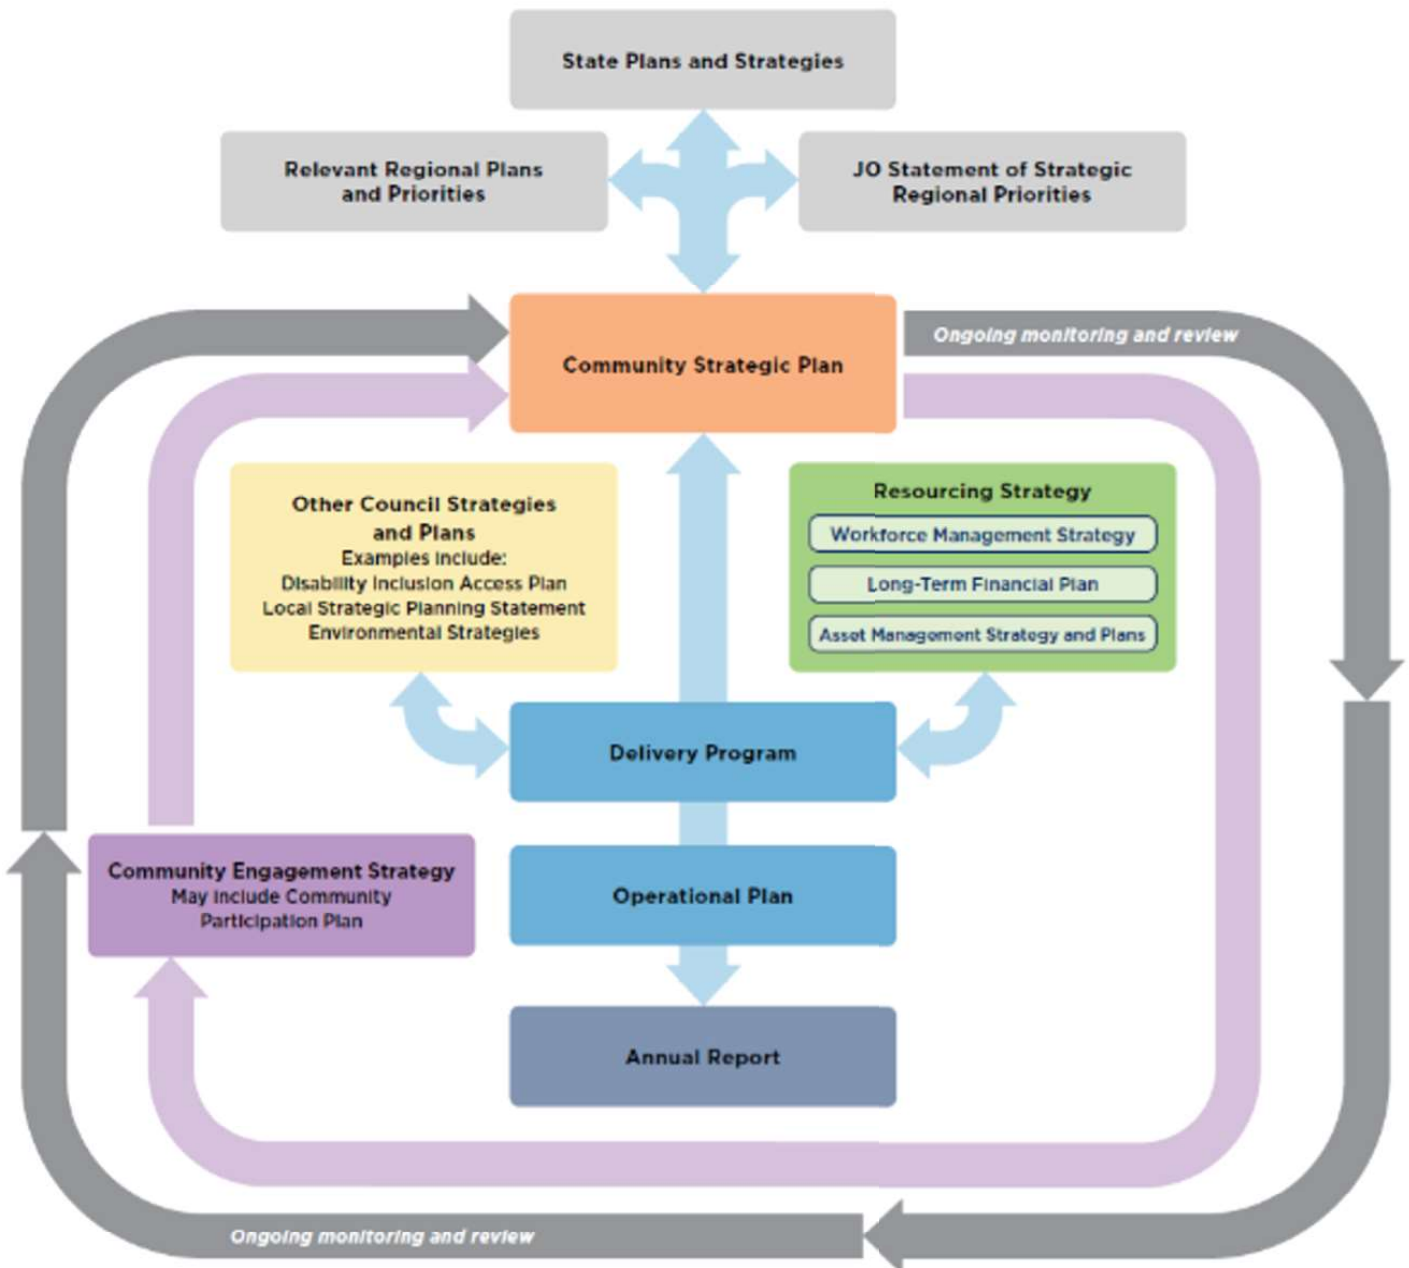 State Plans and Strategies
Relevant Regional Plans
and Priorities
JO Statement of Strategic
Regional Priorities
Community Strategic Plan
Ongoing monitoring and review
Other Council Strategies
and Plans
Examples include:
Disability Inclusion Access Plan
Local Strategic Planning Statement
Environmental Strategies
Resourcing Strategy
Workforce Management Strategy
Long-Term Financial Plan
Asset Management Strategy and Plans
Delivery Program
Community Engagement Strategy
May include Community
Participation Plan
Operational Plan
Annual Report
Ongoing monitoring and review